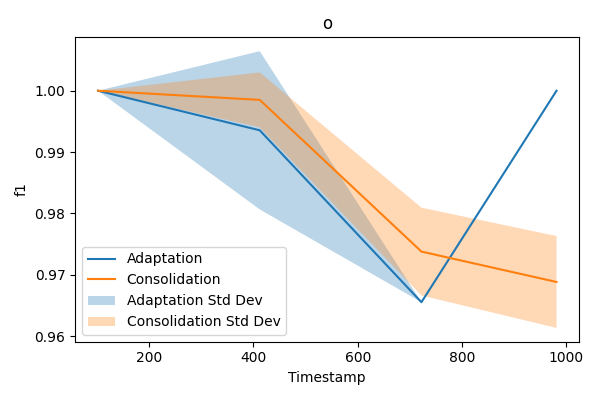 o
1.00
0.99
0.98
0.97
0.96
f1
Adaptation
Consolidation
Adaptation Std Dev
Consolidation Std Dev
200
400
600
800
1000
Timestamp